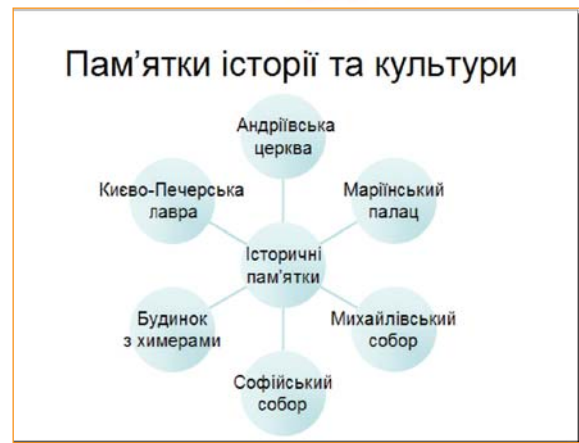 Пам’ятки історії та культури
Андріївська
церква
Києво-Печерська
лавра
Маріїнський
палац
Історичні
пам’ятки
Будинок
з химерами
Михайлівський
собор
Софійський
собор